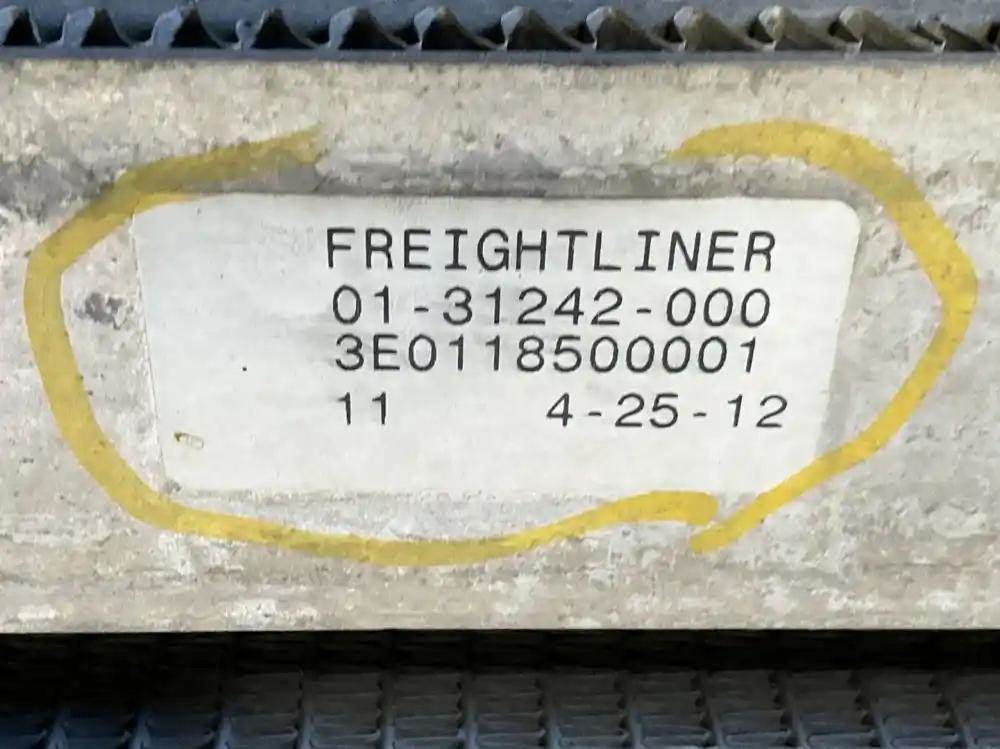 FREIGHTLINER
01-31242-000
3E0118500001
11 4-25-12